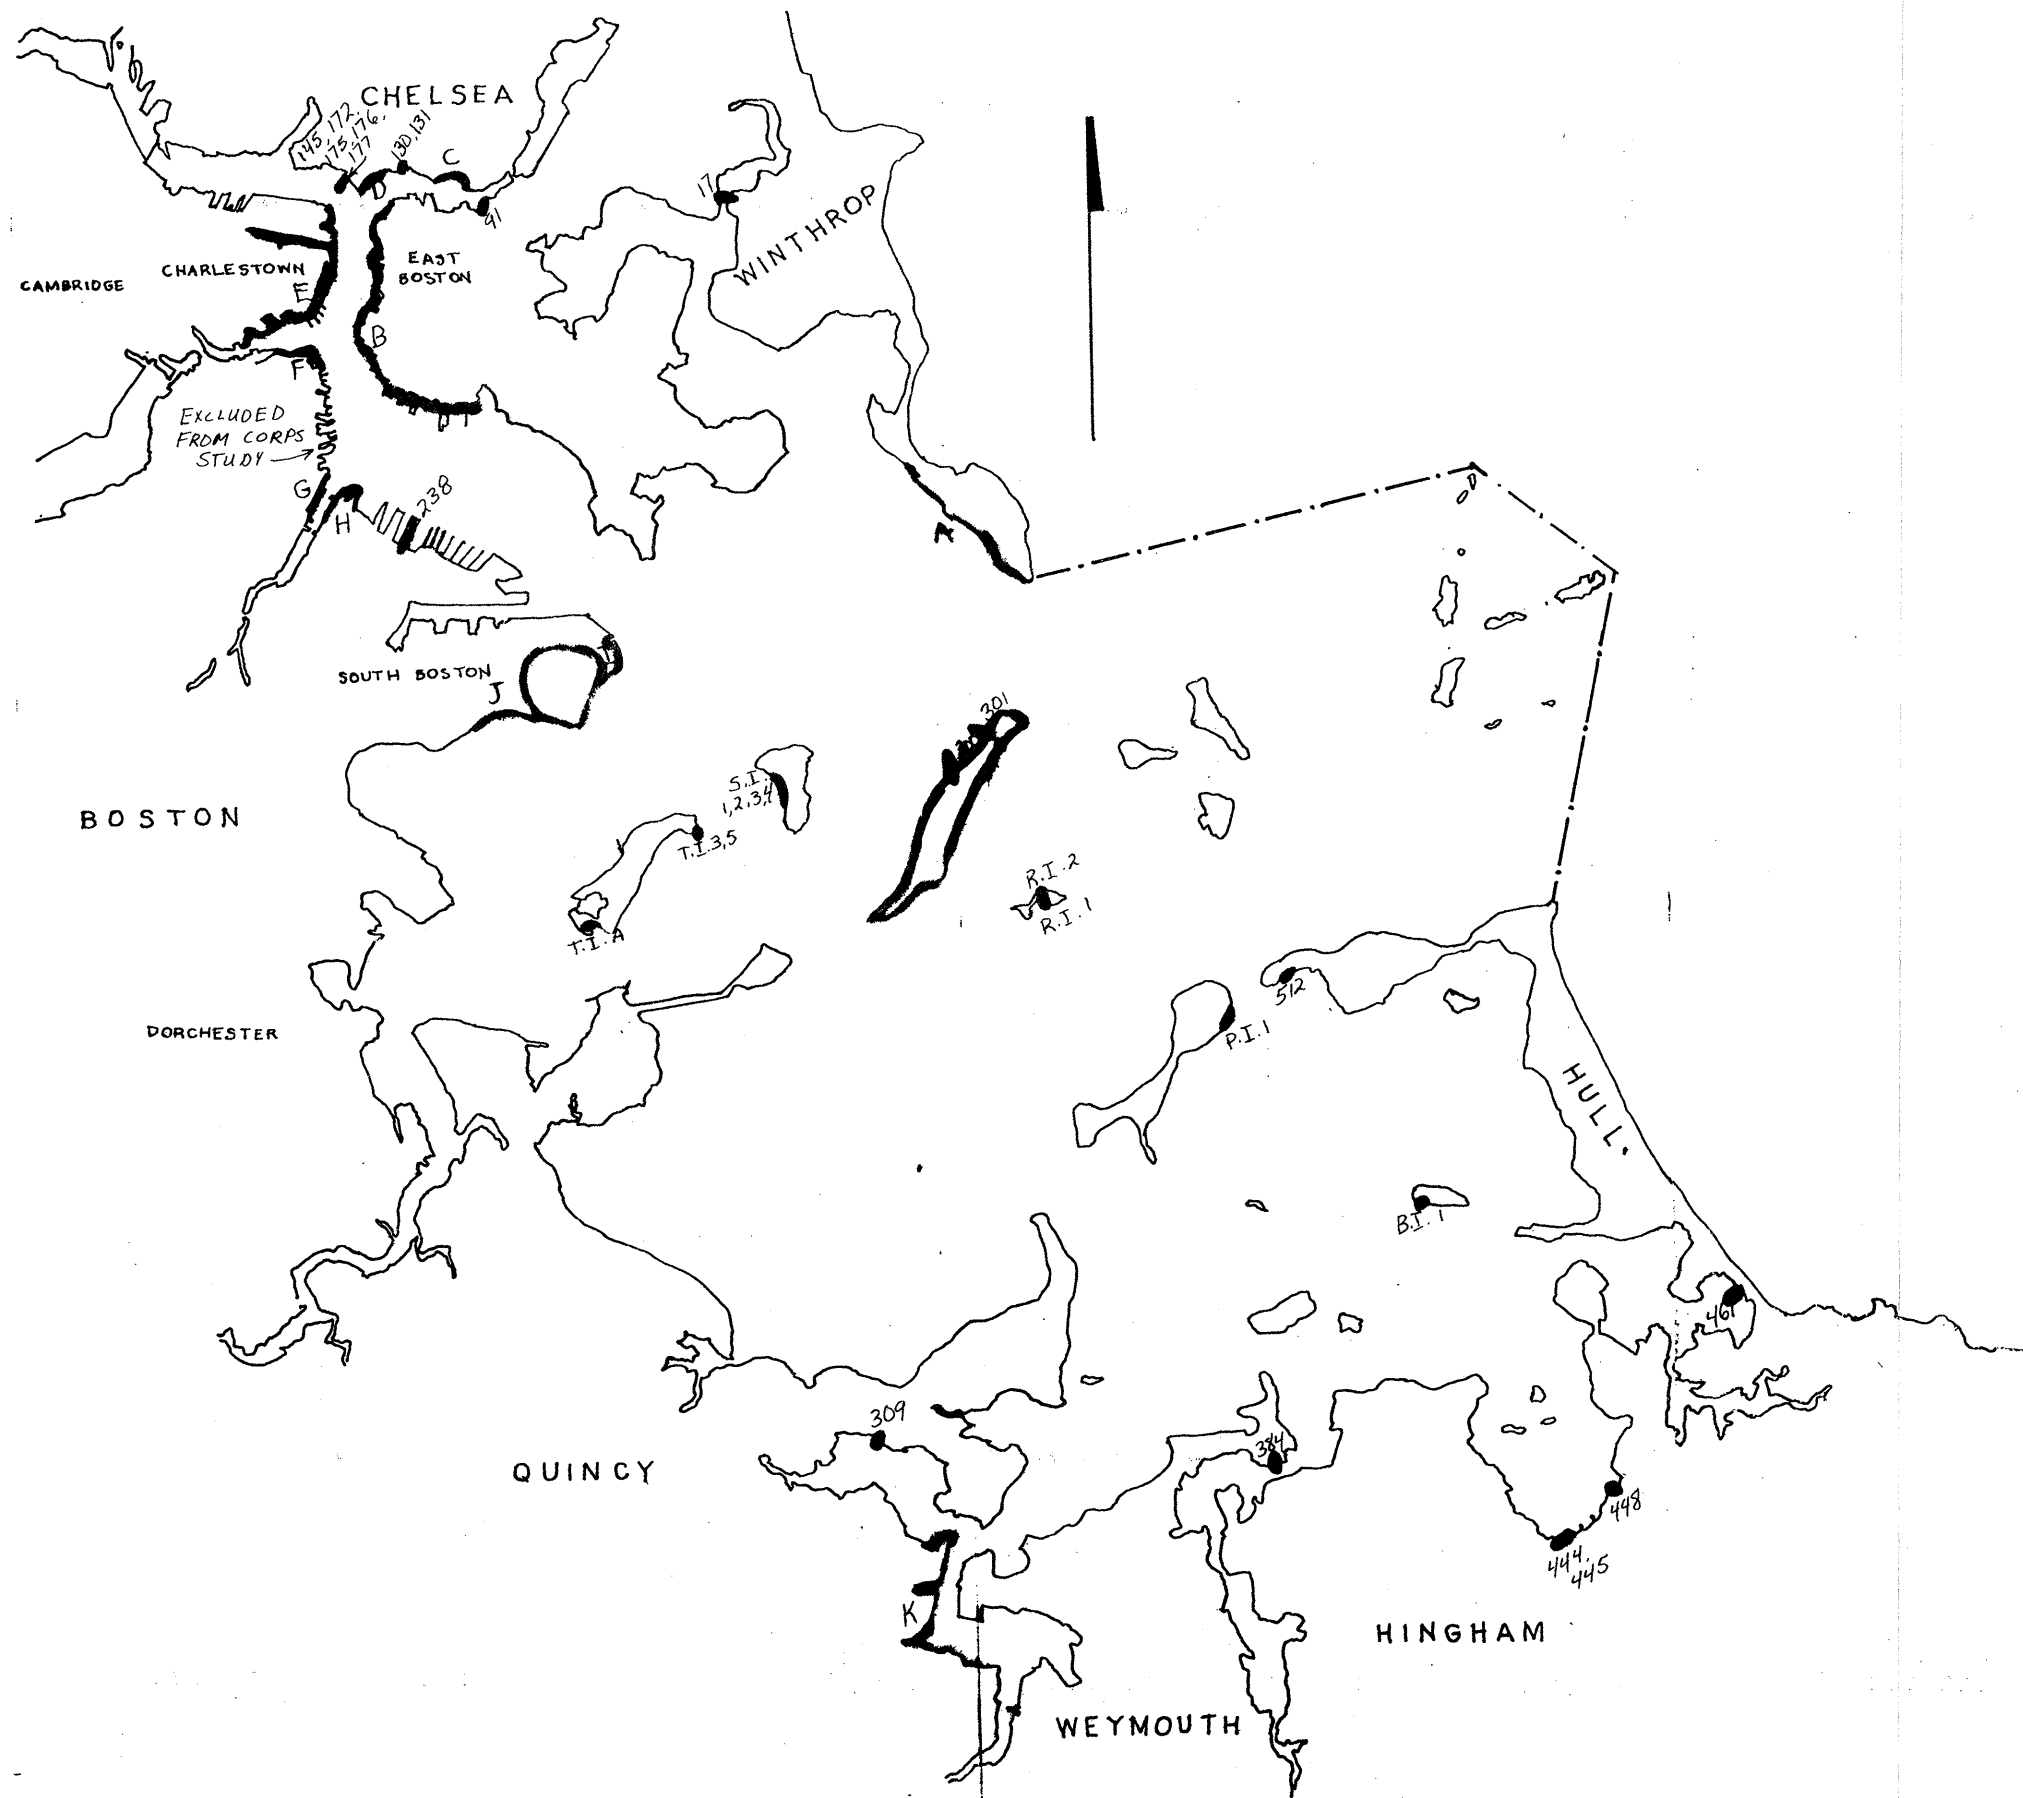 CHELSEA
145, 172,
175, 176,
177
130, 131
C
D
91
17
WINTHROP
EAST
BOSTON
CHARLESTOWN
CAMBRIDGE
E
B
F
EXCLUDED
FROM CORPS
STUDY
G
H
238
A
SOUTH BOSTON
J
301
S.I.
1,2,3,4
T.I. 3,5
BOSTON
R.I. 2
R.I. 1
T.I. A
512
P.I. 1
DORCHESTER
HULL
B.I. 1
461
309
384
QUINCY
448
444,
445
K
HINGHAM
WEYMOUTH